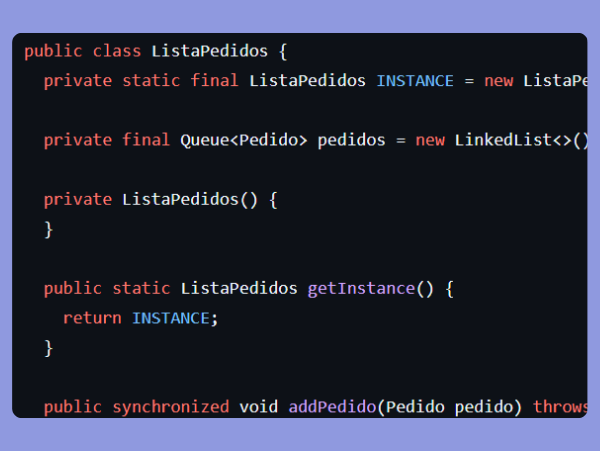 public class ListaPedidos {
private static final ListaPedidos INSTANCE = new ListaPe
private final Queue<Pedido> pedidos = new LinkedList<>()
private ListaPedidos() {
}
public static ListaPedidos getInstance() {
return INSTANCE;
}
public synchronized void addPedido(Pedido pedido) throws